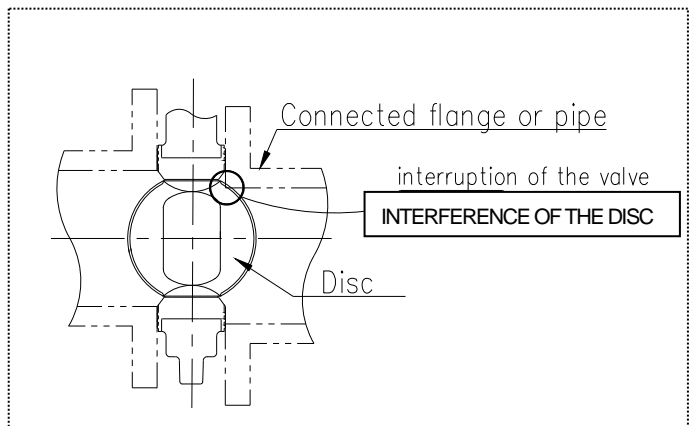 Connected flange or pipe
interruption of the valve
INTERFERENCE OF THE DISC
Disc